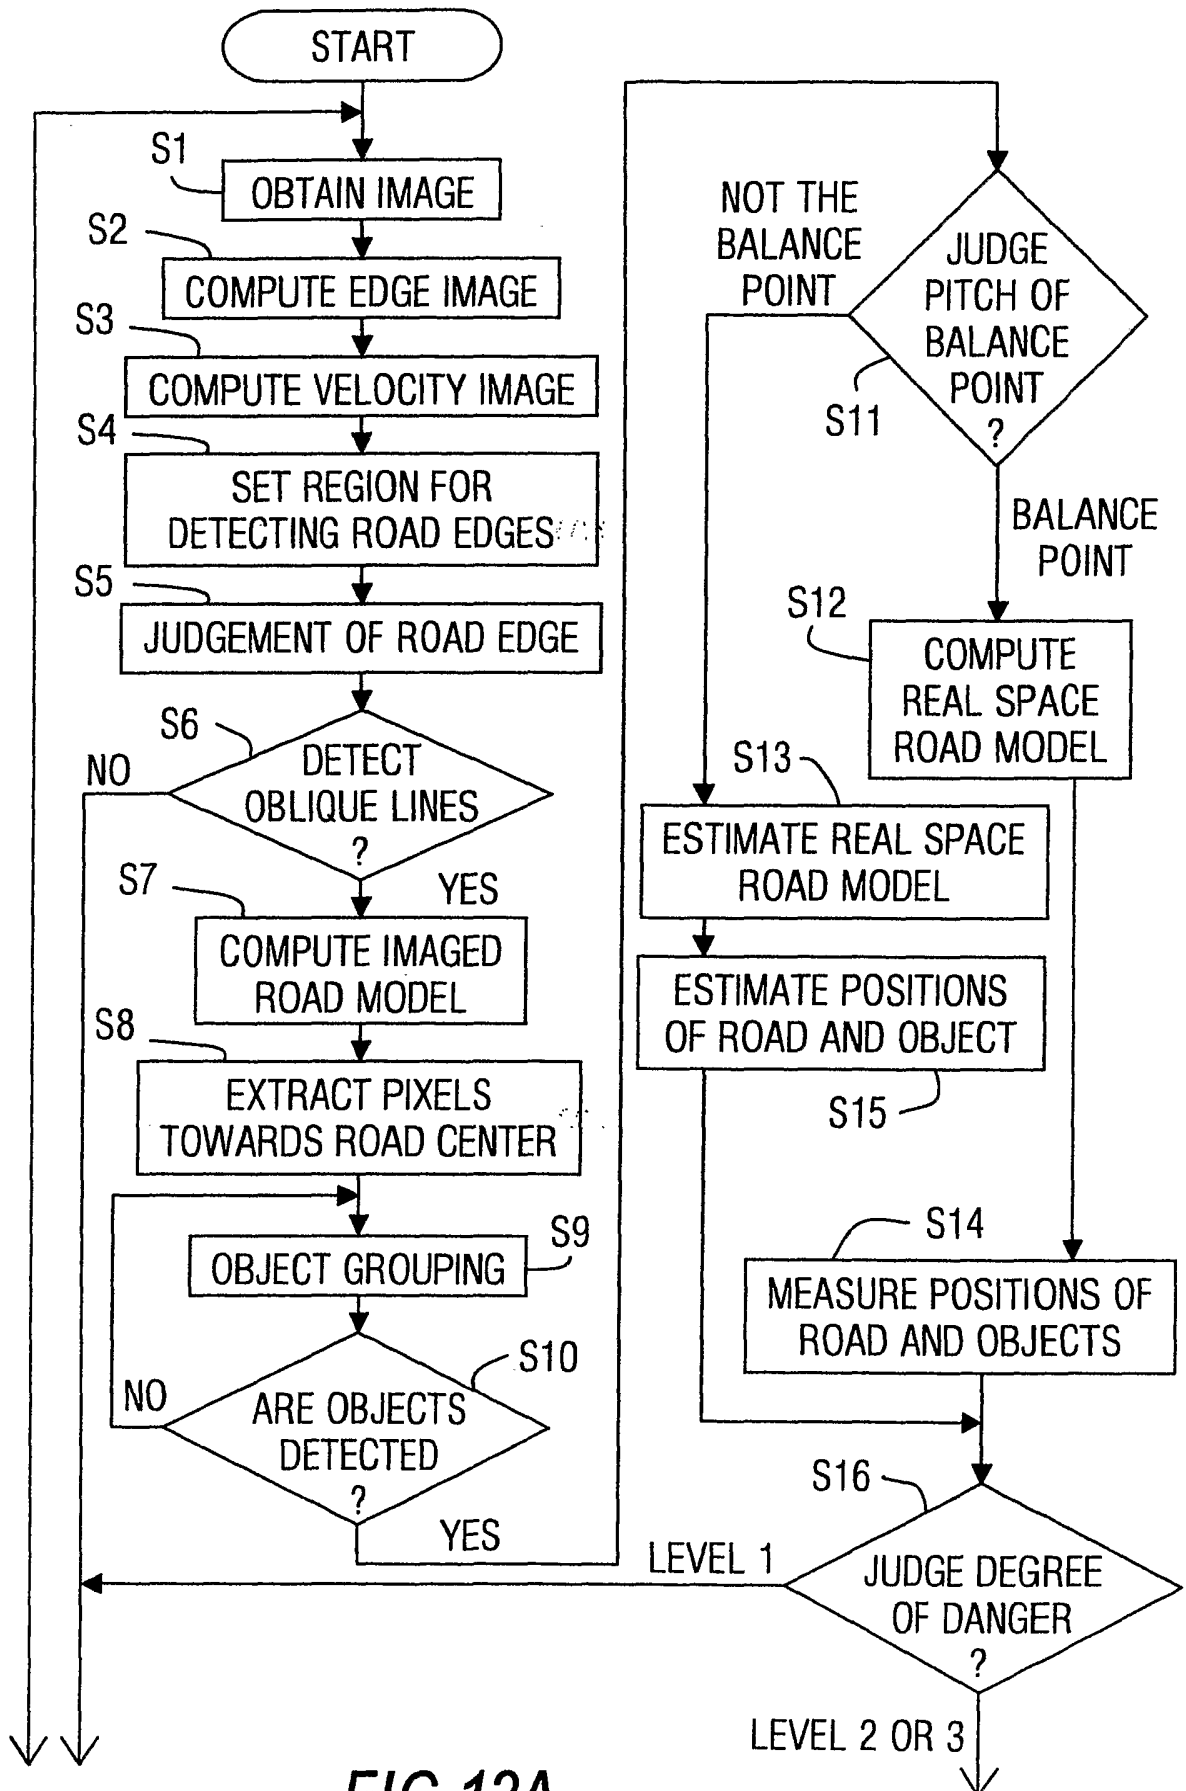 START
S1
OBTAIN IMAGE
S2
COMPUTE EDGE IMAGE
S3
COMPUTE VELOCITY IMAGE
S4
SET REGION FOR
DETECTING ROAD EDGES
S5
JUDGEMENT OF ROAD EDGE
S6
NO
DETECT
OBLIQUE LINES
?
YES
S7
COMPUTE IMAGED
ROAD MODEL
S8
EXTRACT PIXELS
TOWARDS ROAD CENTER
S9
OBJECT GROUPING
S10
NO
ARE OBJECTS
DETECTED
?
YES
NOT THE
BALANCE
POINT
JUDGE
PITCH OF
BALANCE
POINT
?
S11
BALANCE
POINT
S12
COMPUTE
REAL SPACE
ROAD MODEL
S13
ESTIMATE REAL SPACE
ROAD MODEL
ESTIMATE POSITIONS
OF ROAD AND OBJECT
S15
S14
MEASURE POSITIONS OF
ROAD AND OBJECTS
S16
LEVEL 1
JUDGE DEGREE
OF DANGER
?
LEVEL 2 OR 3
FIG.12A